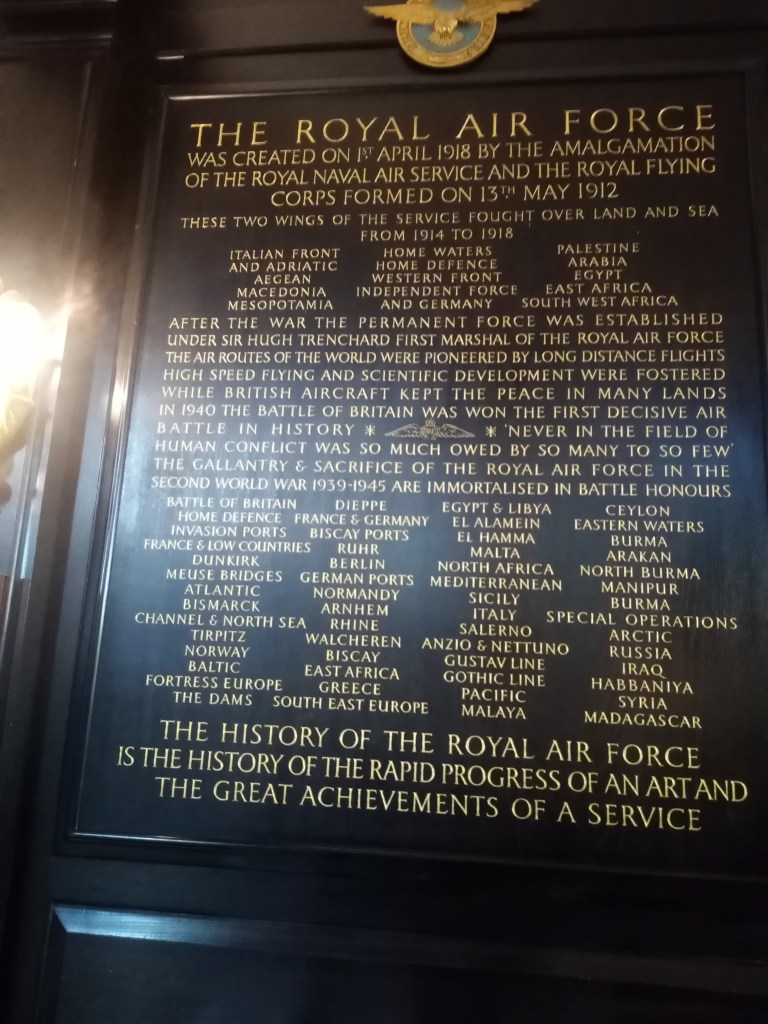 THE ROYAL AIR FORCE
WAS CREATED ON 1ST APRIL 1918 BY THE AMALGAMATION
OF THE ROYAL NAVAL AIR SERVICE AND THE ROYAL FLYING
CORPS FORMED ON 13TH MAY 1912
THESE TWO WINGS OF THE SERVICE FOUGHT OVER LAND AND SEA
FROM 1914 TO 1918
ITALIAN FRONT
AND ADRIATIC
AEGEAN
MACEDONIA
MESOPOTAMIA
HOME WATERS
HOME DEFENCE
WESTERN FRONT
INDEPENDENT FORCE
AND GERMANY
PALESTINE
ARABIA
EGYPT
EAST AFRICA
SOUTH WEST AFRICA
AFTER THE WAR THE PERMANENT FORCE WAS ESTABLISHED
UNDER SIR HUGH TRENCHARD FIRST MARSHAL OF THE ROYAL AIR FORCE
THE AIR ROUTES OF THE WORLD WERE PIONEERED BY LONG DISTANCE FLIGHTS
HIGH SPEED FLYING AND SCIENTIFIC DEVELOPMENT WERE FOSTERED
WHILE BRITISH AIRCRAFT KEPT THE PEACE IN MANY LANDS
IN 1940 THE BATTLE OF BRITAIN WAS WON THE FIRST DECISIVE AIR
BATTLE IN HISTORY * * 'NEVER IN THE FIELD OF
HUMAN CONFLICT WAS SO MUCH OWED BY SO MANY TO SO FEW'
THE GALLANTRY & SACRIFICE OF THE ROYAL AIR FORCE IN THE
SECOND WORLD WAR 1939-1945 ARE IMMORTALISED IN BATTLE HONOURS
BATTLE OF BRITAIN
HOME DEFENCE
INVASION PORTS
FRANCE & LOW COUNTRIES
DUNKIRK
MEUSE BRIDGES
ATLANTIC
BISMARCK
CHANNEL & NORTH SEA
TIRPITZ
NORWAY
BALTIC
FORTRESS EUROPE
THE DAMS
DIEPPE
FRANCE & GERMANY
BISCAY PORTS
RUHR
BERLIN
GERMAN PORTS
NORMANDY
ARNHEM
RHINE
WALCHEREN
BISCAY
EAST AFRICA
GREECE
SOUTH EAST EUROPE
EGYPT & LIBYA
EL ALAMEIN
EL HAMMA
MALTA
NORTH AFRICA
MEDITERRANEAN
SICILY
ITALY
SALERNO
ANZIO & NETTUNO
GUSTAV LINE
GOTHIC LINE
PACIFIC
MALAYA
CEYLON
EASTERN WATERS
BURMA
ARAKAN
NORTH BURMA
MANIPUR
BURMA
SPECIAL OPERATIONS
ARCTIC
RUSSIA
IRAQ
HABBANIYA
SYRIA
MADAGASCAR
THE HISTORY OF THE ROYAL AIR FORCE
IS THE HISTORY OF THE RAPID PROGRESS OF AN ART AND
THE GREAT ACHIEVEMENTS OF A SERVICE